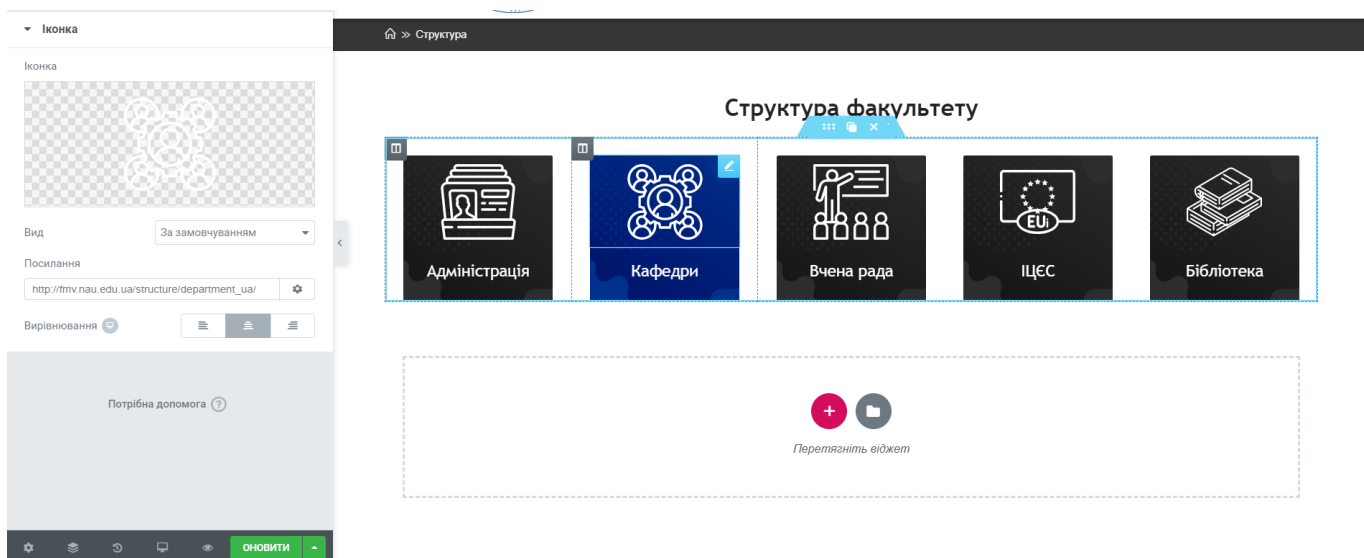 Іконка
Іконка
Вид
За замовчуванням
Посилання
http://fmv.nau.edu.ua/structure/department_ua/
Вирівнювання
Потрібна допомога ?
ОНОВИТИ
» Структура
Структура факультету
Адміністрація
Кафедри
Вчена рада
EUi
ІЦЄС
Бібліотека
Перетягніть віджет